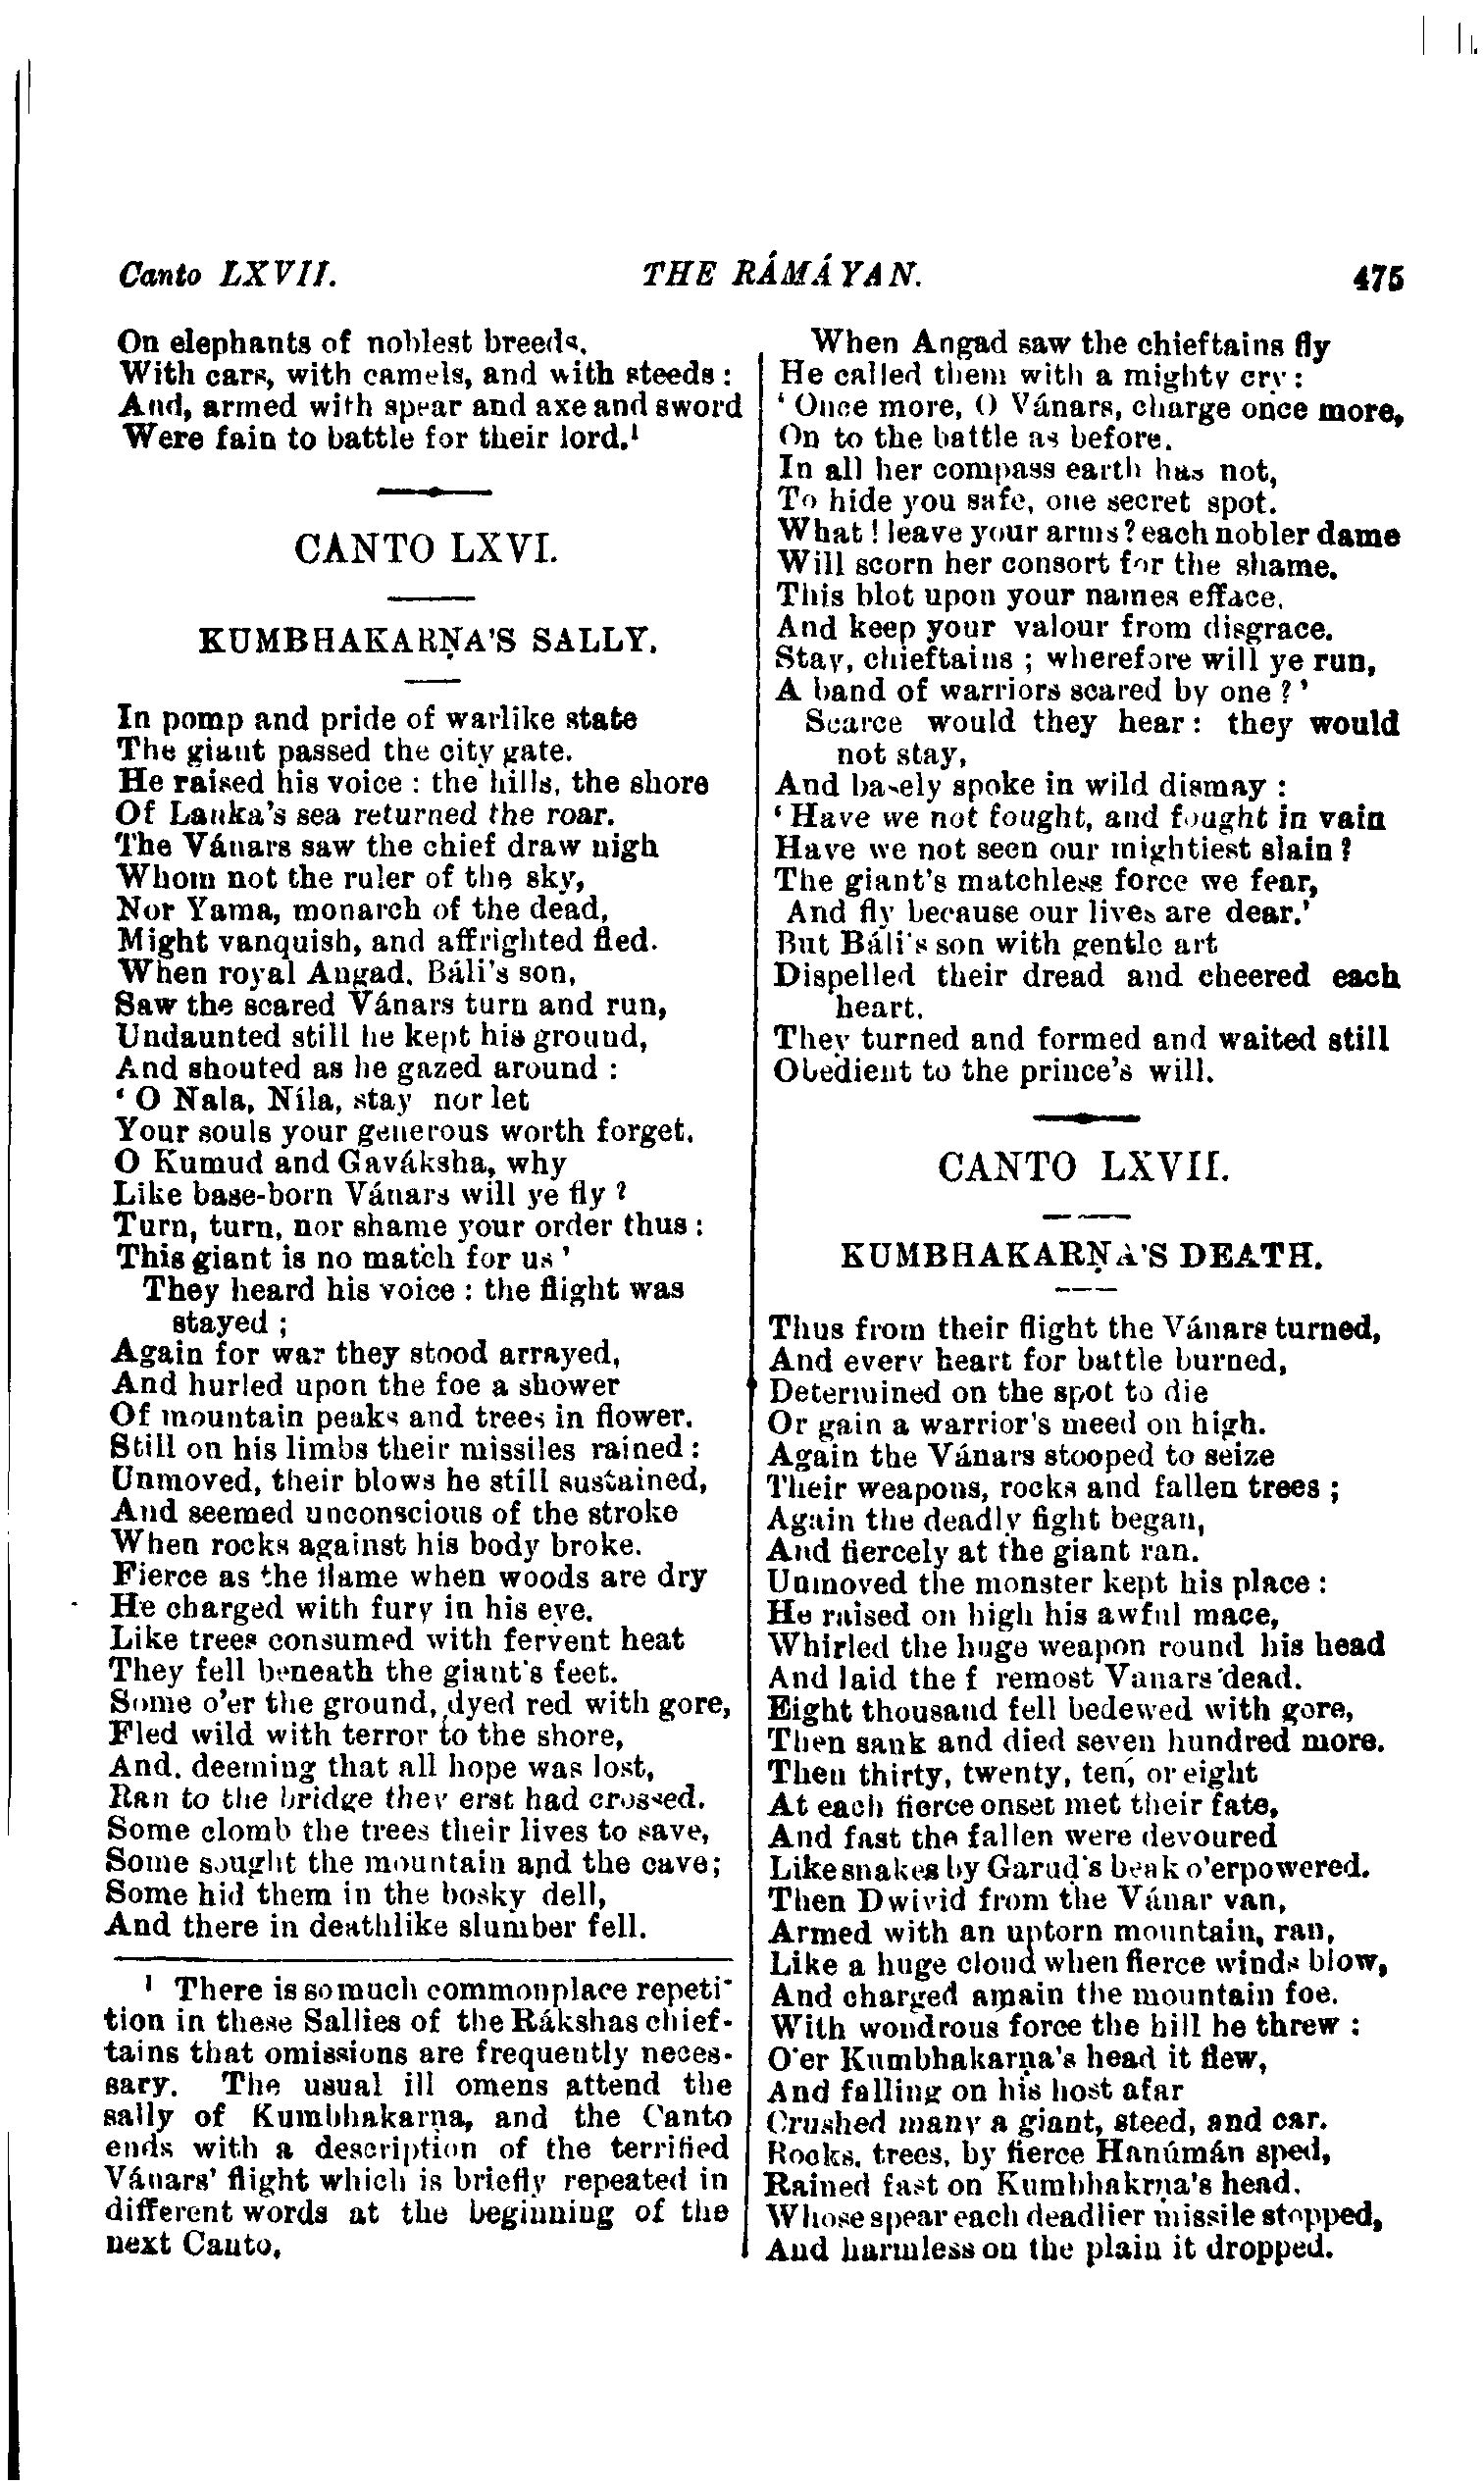 Canto LXVII.
THE RÁMÁYAN.
475
On elephants of noblest breeds,
With cars, with camels, and with steeds:
And, armed with spear and axe and sword
Were fain to battle for their lord.¹
CANTO LXVI.
KUMBHAKARṆA'S SALLY.
In pomp and pride of warlike state
The giant passed the city gate.
He raised his voice : the hills, the shore
Of Lanka's sea returned the roar.
The Vánars saw the chief draw nigh
Whom not the ruler of the sky,
Nor Yama, monarch of the dead,
Might vanquish, and affrighted fled.
When royal Angad, Báli's son,
Saw the scared Vánars turn and run,
Undaunted still he kept his ground,
And shouted as he gazed around :
‘ O Nala, Níla, stay nor let
Your souls your generous worth forget.
O Kumud and Gaváksha, why
Like base-born Vánars will ye fly ?
Turn, turn, nor shame your order thus :
This giant is no match for us ’
They heard his voice : the flight was
stayed ;
Again for war they stood arrayed,
And hurled upon the foe a shower
Of mountain peaks and trees in flower.
Still on his limbs their missiles rained :
Unmoved, their blows he still sustained,
And seemed unconscious of the stroke
When rocks against his body broke.
Fierce as the flame when woods are dry
He charged with fury in his eye.
Like trees consumed with fervent heat
They fell beneath the giant's feet.
Some o'er the ground, dyed red with gore,
Fled wild with terror to the shore,
And, deeming that all hope was lost,
Ran to the bridge they erst had crossed.
Some clomb the trees their lives to save,
Some sought the mountain and the cave;
Some hid them in the bosky dell,
And there in deathlike slumber fell.
¹ There is so much commonplace repeti-
tion in these Sallies of the Rákshas chief-
tains that omissions are frequently neces-
sary. The usual ill omens attend the
sally of Kumbhakarṇa, and the Canto
ends with a description of the terrified
Vánars' flight which is briefly repeated in
different words at the beginning of the
next Canto.
When Angad saw the chieftains fly
He called them with a mighty cry :
‘ Once more, O Vánars, charge once more,
On to the battle as before.
In all her compass earth has not,
To hide you safe, one secret spot.
What ! leave your arms? each nobler dame
Will scorn her consort for the shame.
This blot upon your names efface,
And keep your valour from disgrace.
Stay, chieftains ; wherefore will ye run,
A band of warriors scared by one ?’
Scarce would they hear : they would
not stay,
And basely spoke in wild dismay :
‘ Have we not fought, and fought in vain
Have we not seen our mightiest slain ?
The giant's matchless force we fear,
And fly because our lives are dear.’
But Báli's son with gentle art
Dispelled their dread and cheered each
heart.
They turned and formed and waited still
Obedient to the prince's will.
CANTO LXVII.
KUMBHAKARṆA'S DEATH.
Thus from their flight the Vánars turned,
And every heart for battle burned,
Determined on the spot to die
Or gain a warrior's meed on high.
Again the Vánars stooped to seize
Their weapons, rocks and fallen trees ;
Again the deadly fight began,
And fiercely at the giant ran.
Unmoved the monster kept his place :
He raised on high his awful mace,
Whirled the huge weapon round his head
And laid the f remost Vanars dead.
Eight thousand fell bedewed with gore,
Then sank and died seven hundred more.
Then thirty, twenty, ten, or eight
At each fierce onset met their fate,
And fast the fallen were devoured
Like snakes by Garuḍ's beak o'erpowered.
Then Dwivid from the Vánar van,
Armed with an uptorn mountain, ran,
Like a huge cloud when fierce winds blow,
And charged amain the mountain foe.
With wondrous force the hill he threw :
O'er Kumbhakarṇa's head it flew,
And falling on his host afar
Crushed many a giant, steed, and car.
Rocks, trees, by fierce Hanúmán sped,
Rained fast on Kumbhakrṇa's head,
Whose spear each deadlier missile stopped,
And harmless on the plain it dropped.